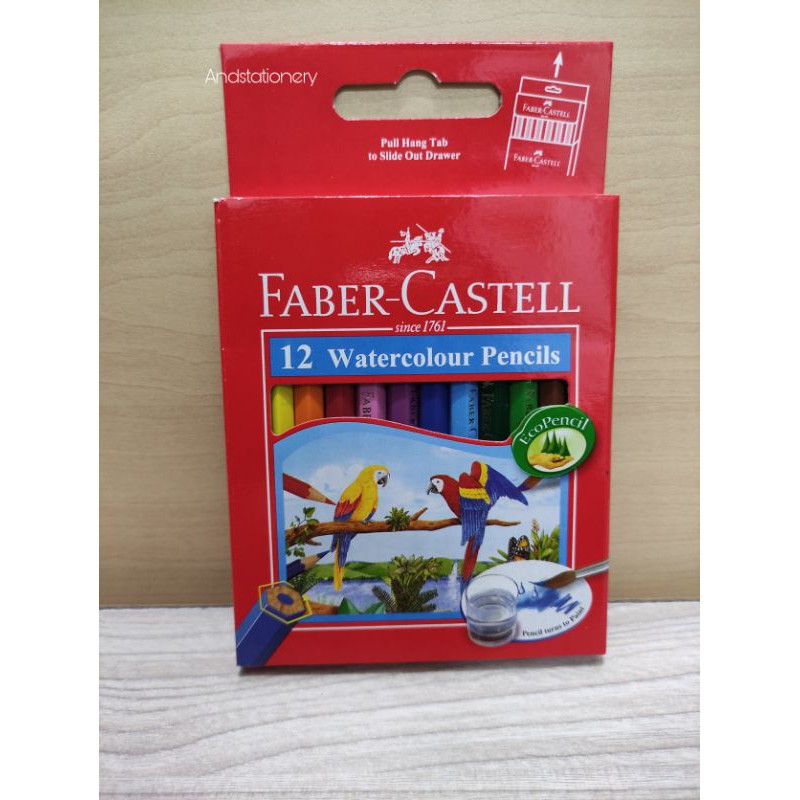 Andstationery
Pull Hang Tab
to Slide Out Drawer
FABER-CASTELL
FABER-CASTELL
FABER-CASTELL
since 1761
12 Watercolour Pencils
EcoPencil
Pencil turns to Paint